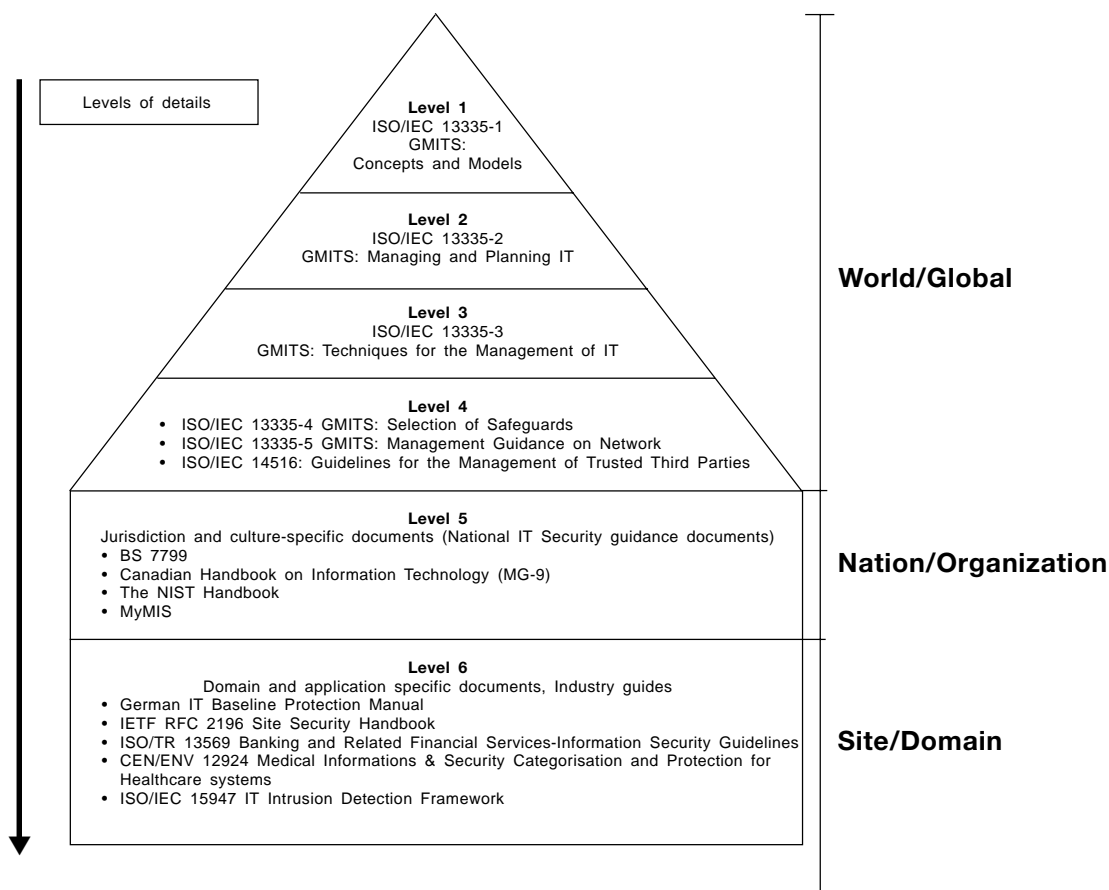 Levels of details
Level 1
ISO/IEC 13335-1
GMITS:
Concepts and Models
Level 2
ISO/IEC 13335-2
GMITS: Managing and Planning IT
World/Global
Level 3
ISO/IEC 13335-3
GMITS: Techniques for the Management of IT
Level 4
• ISO/IEC 13335-4 GMITS: Selection of Safeguards
• ISO/IEC 13335-5 GMITS: Management Guidance on Network
• ISO/IEC 14516: Guidelines for the Management of Trusted Third Parties
Level 5
Jurisdiction and culture-specific documents (National IT Security guidance documents)
• BS 7799
• Canadian Handbook on Information Technology (MG-9)
• The NIST Handbook
• MyMIS
Nation/Organization
Level 6
Domain and application specific documents, Industry guides
• German IT Baseline Protection Manual
• IETF RFC 2196 Site Security Handbook
• ISO/TR 13569 Banking and Related Financial Services-Information Security Guidelines
• CEN/ENV 12924 Medical Informations & Security Categorisation and Protection for
Healthcare systems
• ISO/IEC 15947 IT Intrusion Detection Framework
Site/Domain